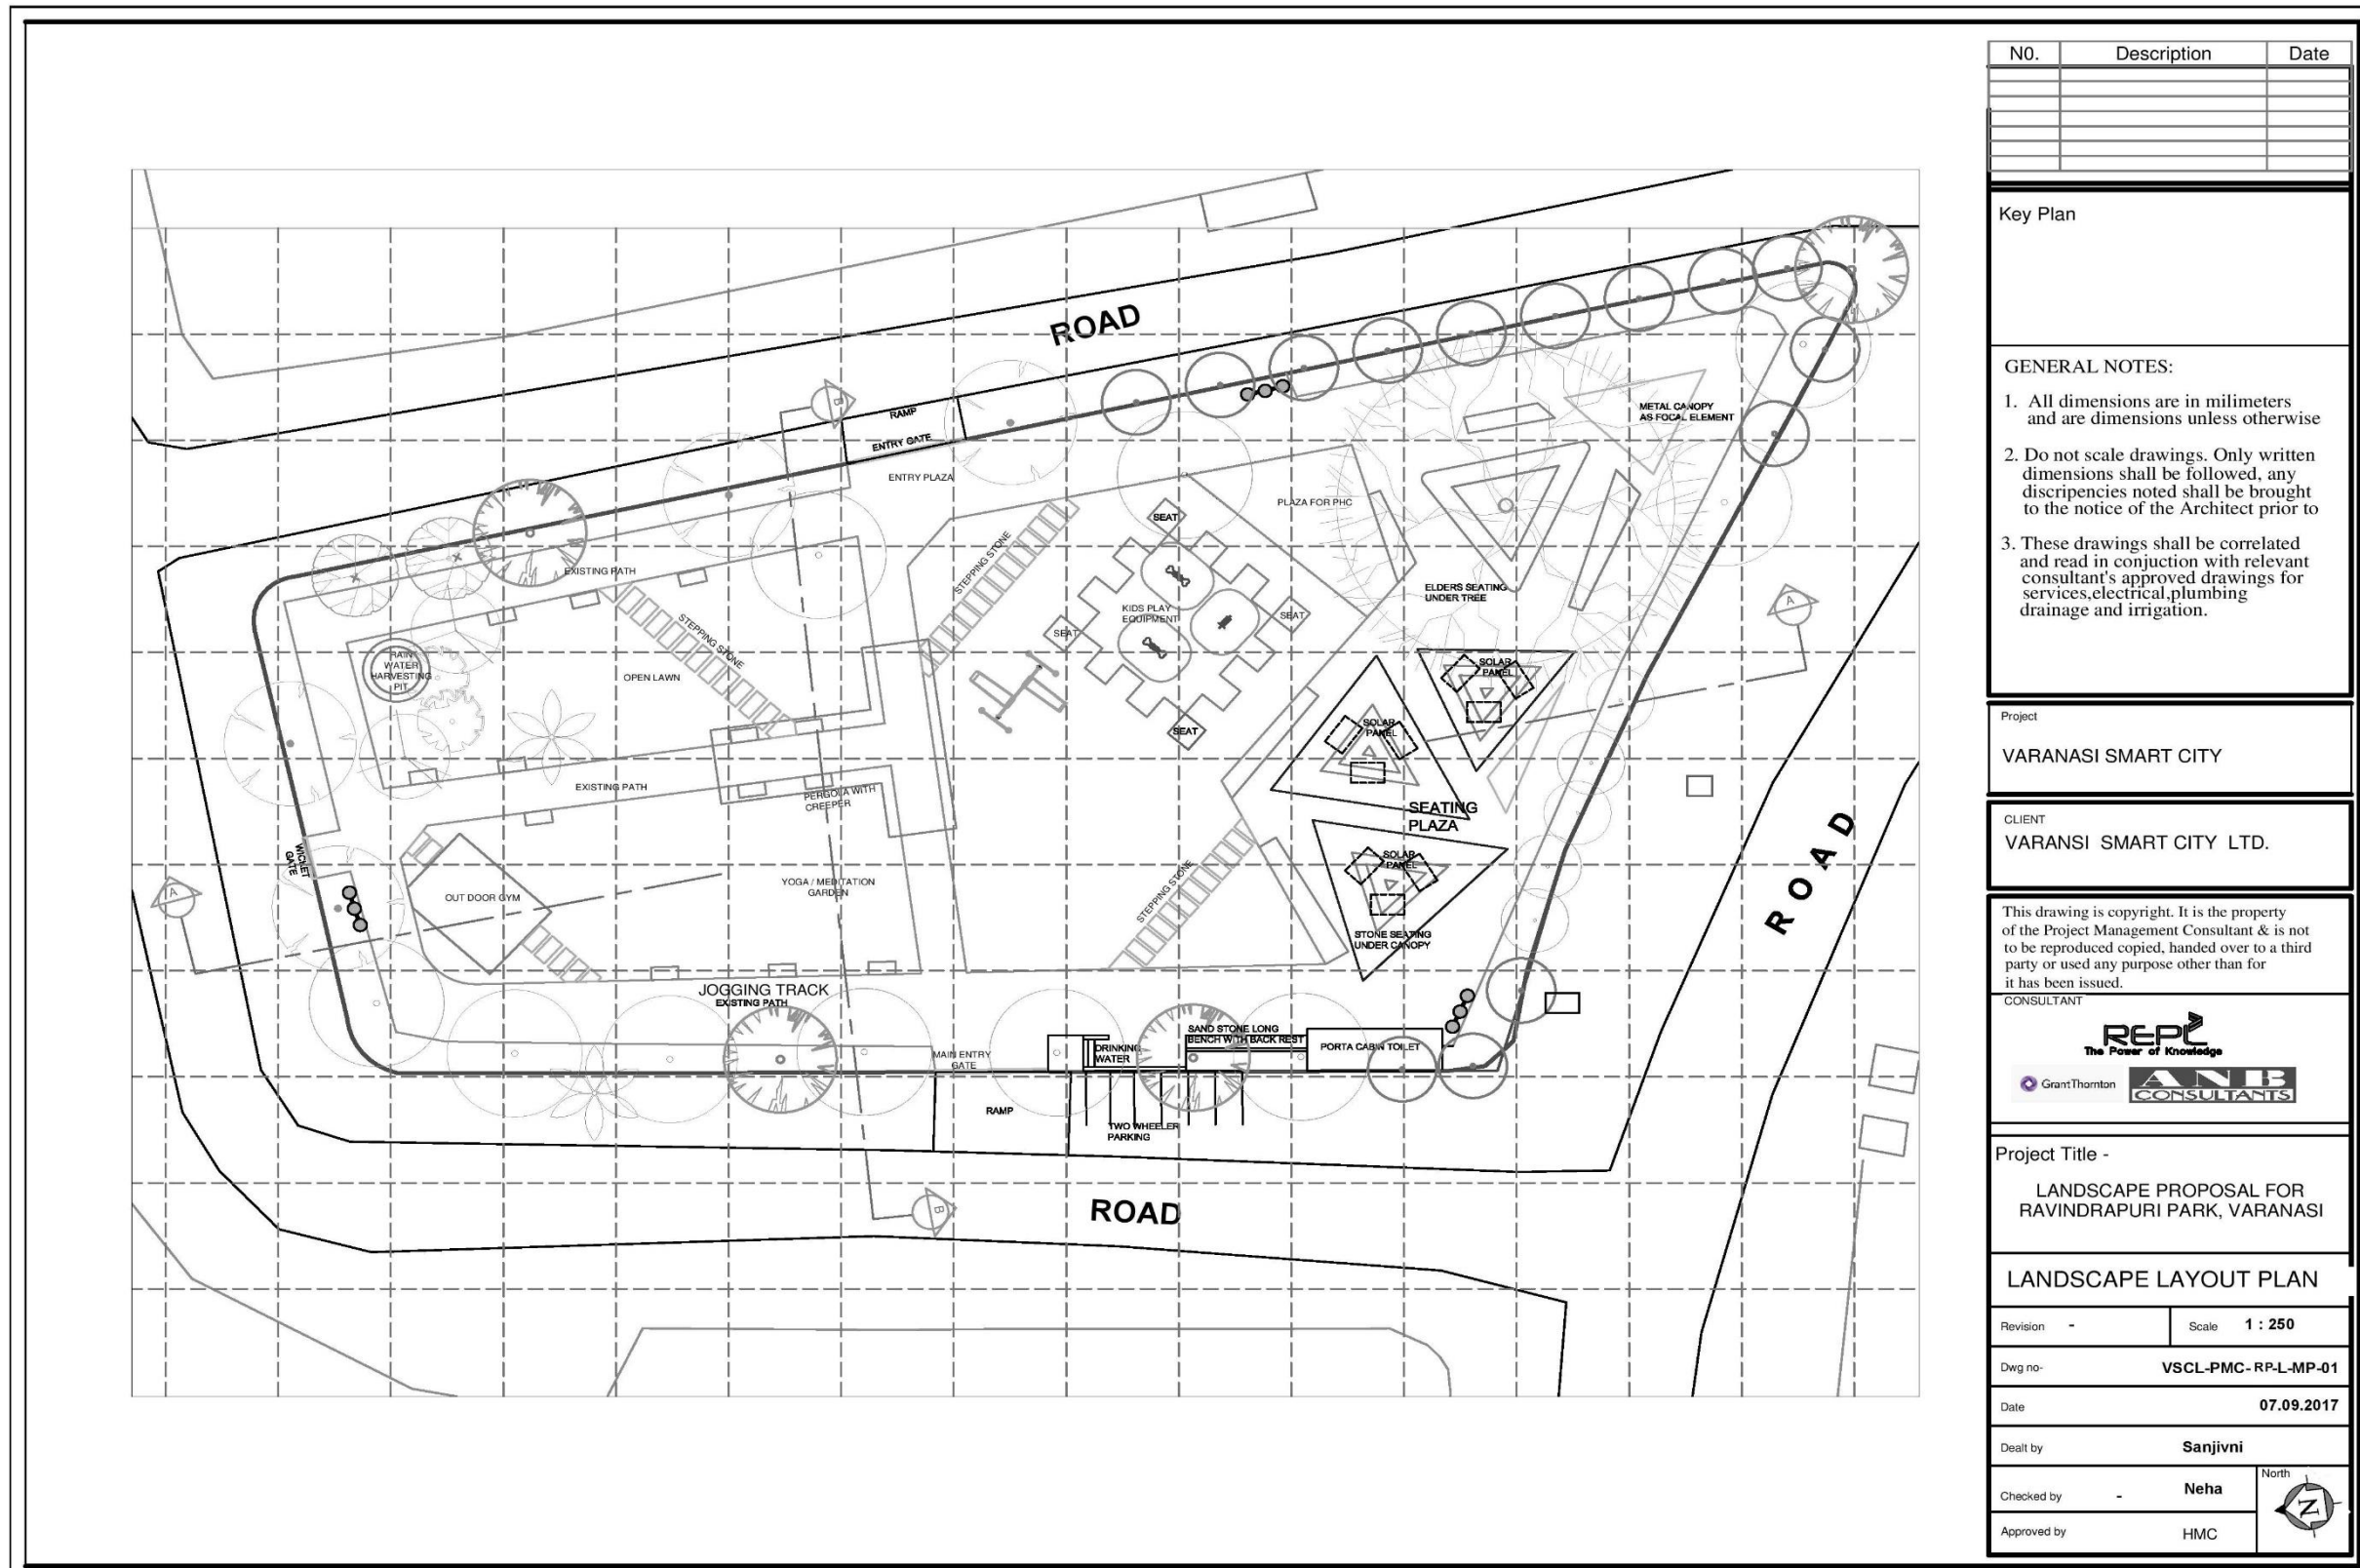 ROAD
RAMP
ENTRY GATE
ENTRY PLAZA
B
METAL CANOPY
AS FOCAL ELEMENT
PLAZA FOR PHC
SEAT
STEPPING STONE
EXISTING PATH
ELDERS SEATING
UNDER TREE
A
KIDS PLAY
EQUIPMENT
SEAT
SEAT
STEPPING STONE
RAIN
WATER
HARVESTING
PIT
OPEN LAWN
SOLAR
PANEL
SOLAR
PANEL
SEAT
EXISTING PATH
PERGOLA WITH
CREEPER
SEATING
PLAZA
ROAD
WICKET
GATE
SOLAR
PANEL
A
OUT DOOR GYM
YOGA / MEDITATION
GARDEN
STEPPING STONE
STONE SEATING
UNDER CANOPY
JOGGING TRACK
EXISTING PATH
MAIN ENTRY
GATE
DRINKING
WATER
SAND STONE LONG
BENCH WITH BACK REST
PORTA CABIN TOILET
RAMP
TWO WHEELER
PARKING
B
ROAD
N0. Description Date
Key Plan
GENERAL NOTES:
1. All dimensions are in milimeters
and are dimensions unless otherwise
2. Do not scale drawings. Only written
dimensions shall be followed, any
discripencies noted shall be brought
to the notice of the Architect prior to
3. These drawings shall be correlated
and read in conjuction with relevant
consultant's approved drawings for
services,electrical,plumbing
drainage and irrigation.
Project
VARANASI SMART CITY
CLIENT
VARANSI SMART CITY LTD.
This drawing is copyright. It is the property
of the Project Management Consultant & is not
to be reproduced copied, handed over to a third
party or used any purpose other than for
it has been issued.
CONSULTANT
REPL
The Power of Knowledge
GrantThornton
ANB
CONSULTANTS
Project Title -
LANDSCAPE PROPOSAL FOR
RAVINDRAPURI PARK, VARANASI
LANDSCAPE LAYOUT PLAN
Revision -
Scale 1 : 250
Dwg no- VSCL-PMC-RP-L-MP-01
Date 07.09.2017
Dealt by Sanjivni
Checked by - Neha
North
N
Approved by HMC